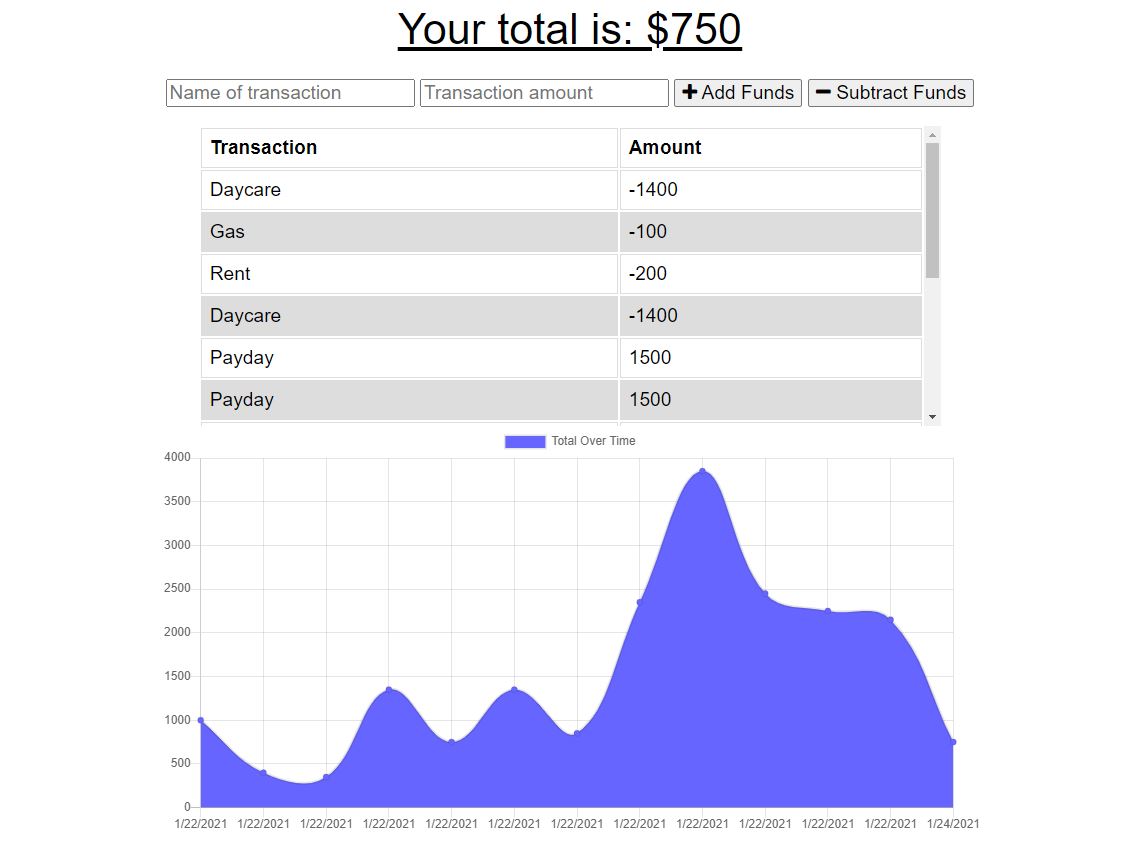 Your total is: $750
Name of transaction Transaction amount Add Funds Subtract Funds
Transaction Amount
Daycare -1400
Gas -100
Rent -200
Daycare -1400
Payday 1500
Payday 1500
Total Over Time
4000
3500
3000
2500
2000
1500
1000
500
0
1/22/2021 1/22/2021 1/22/2021 1/22/2021 1/22/2021 1/22/2021 1/22/2021 1/22/2021 1/22/2021 1/22/2021 1/22/2021 1/22/2021 1/24/2021